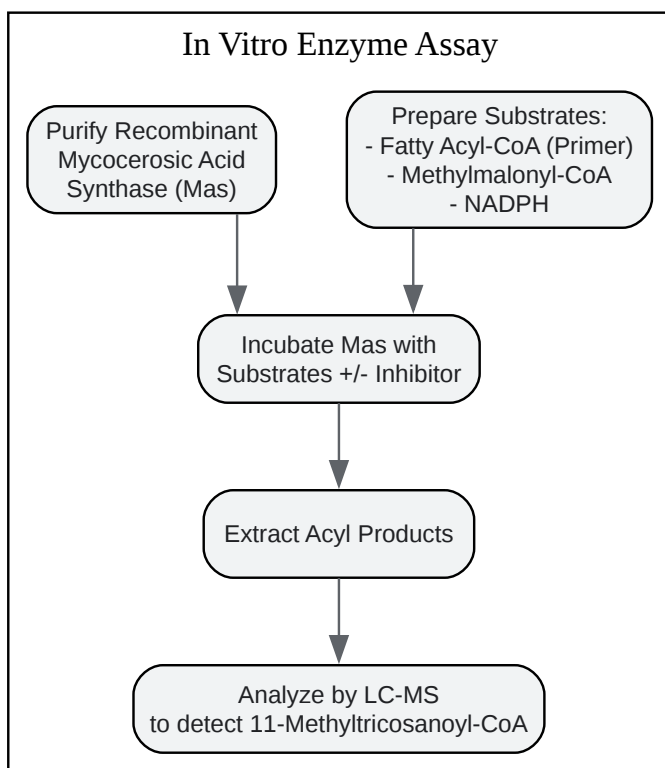 In Vitro Enzyme Assay
Purify Recombinant
Mycocerosic Acid
Synthase (Mas)
Prepare Substrates:
- Fatty Acyl-CoA (Primer)
- Methylmalonyl-CoA
- NADPH
Incubate Mas with
Substrates +/- Inhibitor
Extract Acyl Products
Analyze by LC-MS
to detect 11-Methyltricosanoyl-CoA